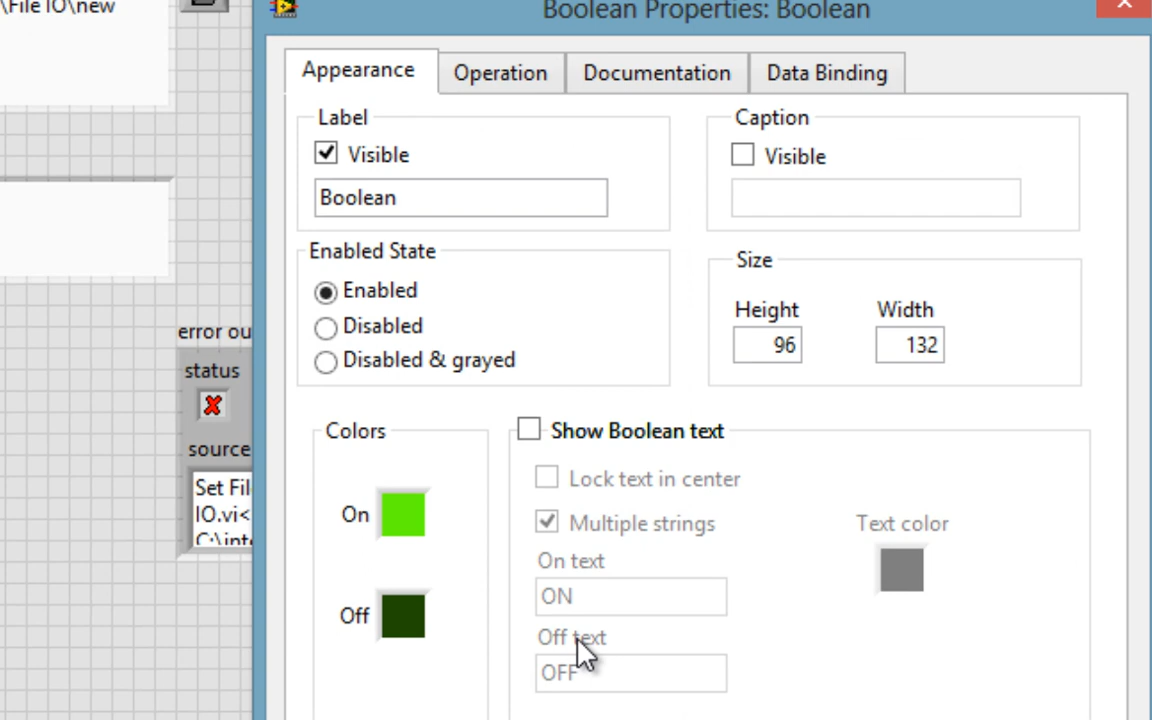 \File IO\new
Boolean Properties: Boolean
Appearance
Operation
Documentation
Data Binding
Label
Visible
Boolean
Caption
Visible
Enabled State
Enabled
Disabled
Disabled & grayed
Size
Height
Width
96
132
error ou
status
source
Set Fil
IO.vi<
C:\inte
Colors
On
Off
Show Boolean text
Lock text in center
Multiple strings
On text
ON
Off text
OFF
Text color